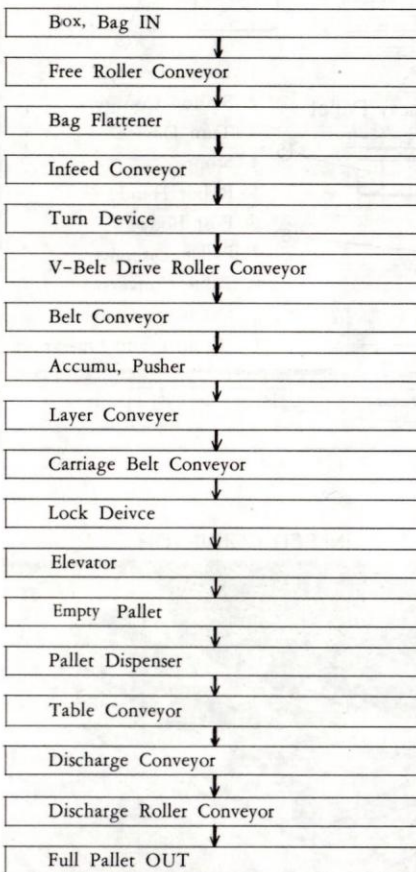 Box, Bag IN
Free Roller Conveyor
Bag Flattener
Infeed Conveyor
Turn Device
V-Belt Drive Roller Conveyor
Belt Conveyor
Accumu, Pusher
Layer Conveyer
Carriage Belt Conveyor
Lock Deivce
Elevator
Empty Pallet
Pallet Dispenser
Table Conveyor
Discharge Conveyor
Discharge Roller Conveyor
Full Pallet OUT